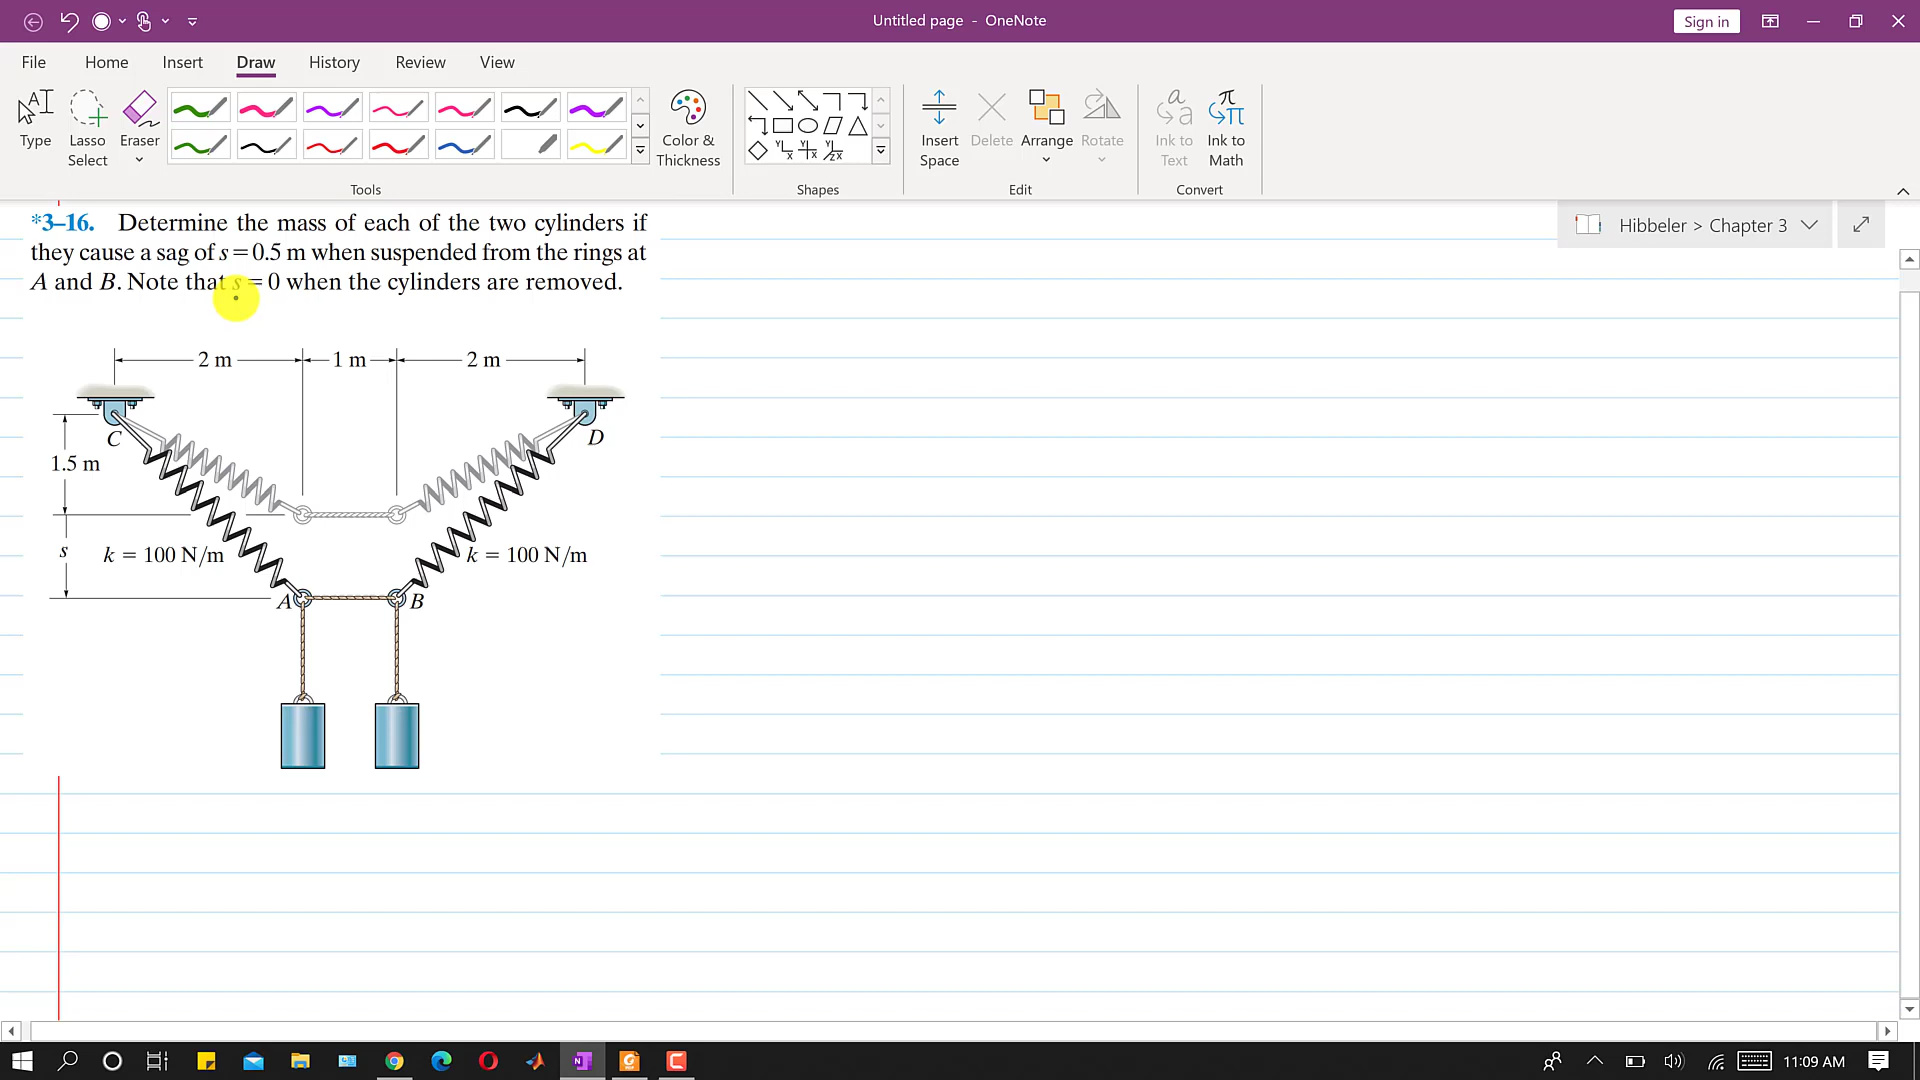 Untitled page - OneNote
Sign in
File Home Insert Draw History Review View
Type
Lasso Select
Eraser
Color & Thickness
Insert Space
Delete
Arrange
Rotate
Ink to Text
Ink to Math
Tools
Shapes
Edit
Convert
Hibbeler > Chapter 3
*3–16. Determine the mass of each of the two cylinders if
they cause a sag of s = 0.5 m when suspended from the rings at
A and B. Note that s = 0 when the cylinders are removed.
2 m 1 m 2 m
C D
1.5 m
s k = 100 N/m k = 100 N/m
A B
11:09 AM